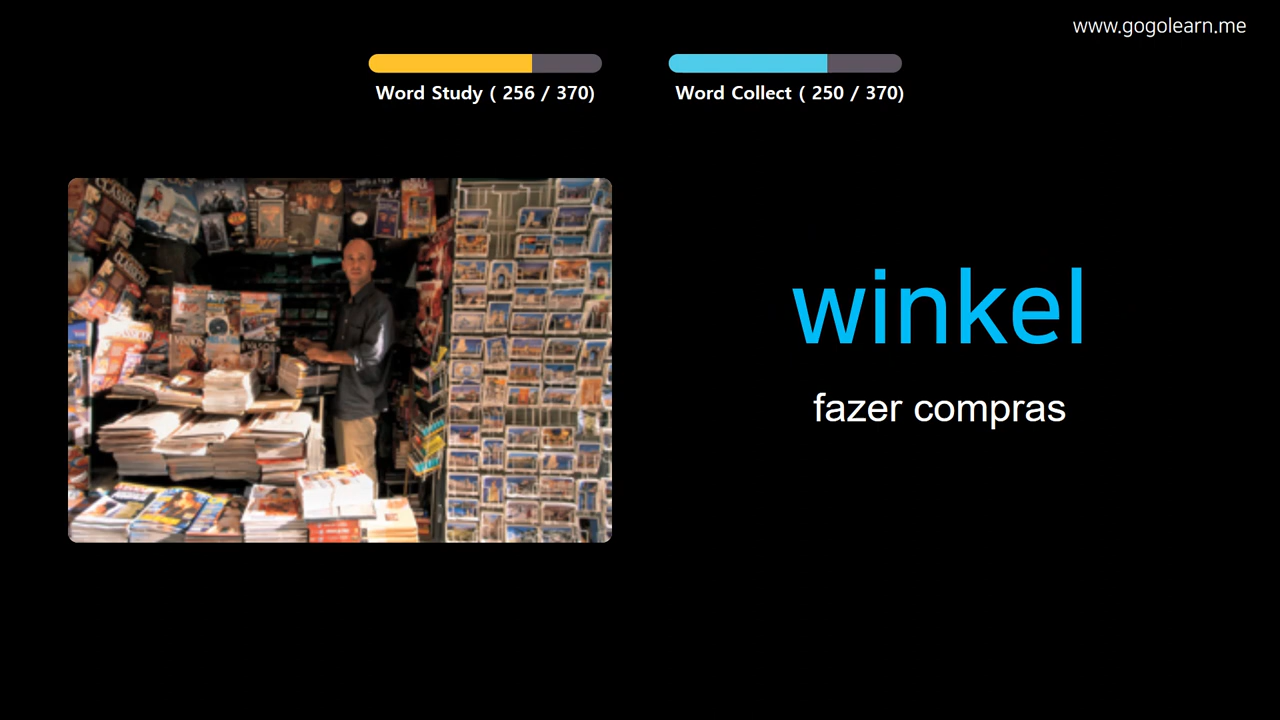 www.gogolearn.me
Word Study ( 256 / 370)
Word Collect ( 250 / 370)
winkel
fazer compras